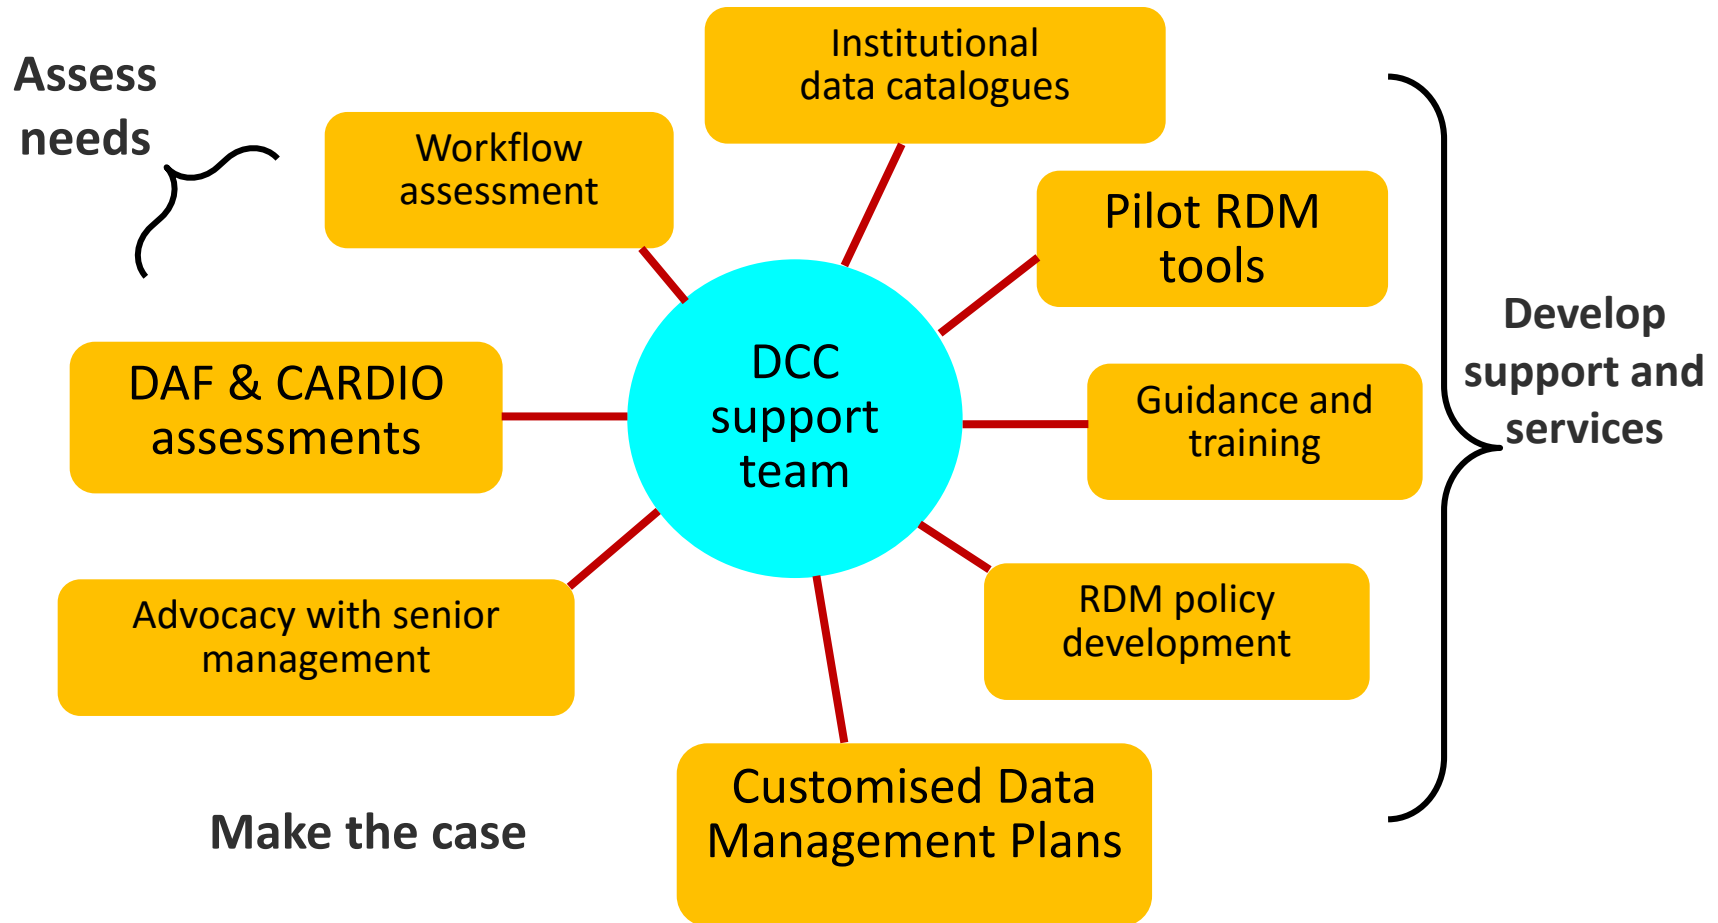 Assess
needs
Workflow
assessment
Institutional
data catalogues
Pilot RDM
tools
DAF & CARDIO
assessments
DCC
support
team
Guidance and
training
Develop
support and
services
Advocacy with senior
management
RDM policy
development
Make the case
Customised Data
Management Plans